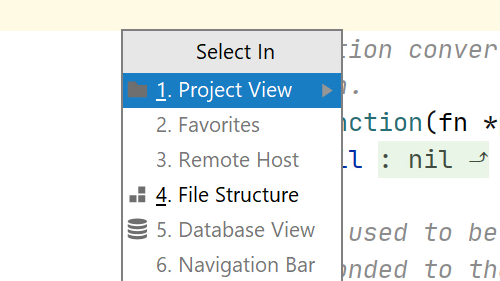 Select In
tion conver
1. Project View
n.
2. Favorites
nction(fn *
3. Remote Host
ll : nil
4. File Structure
5. Database View
used to be
6. Navigation Bar
onded to th